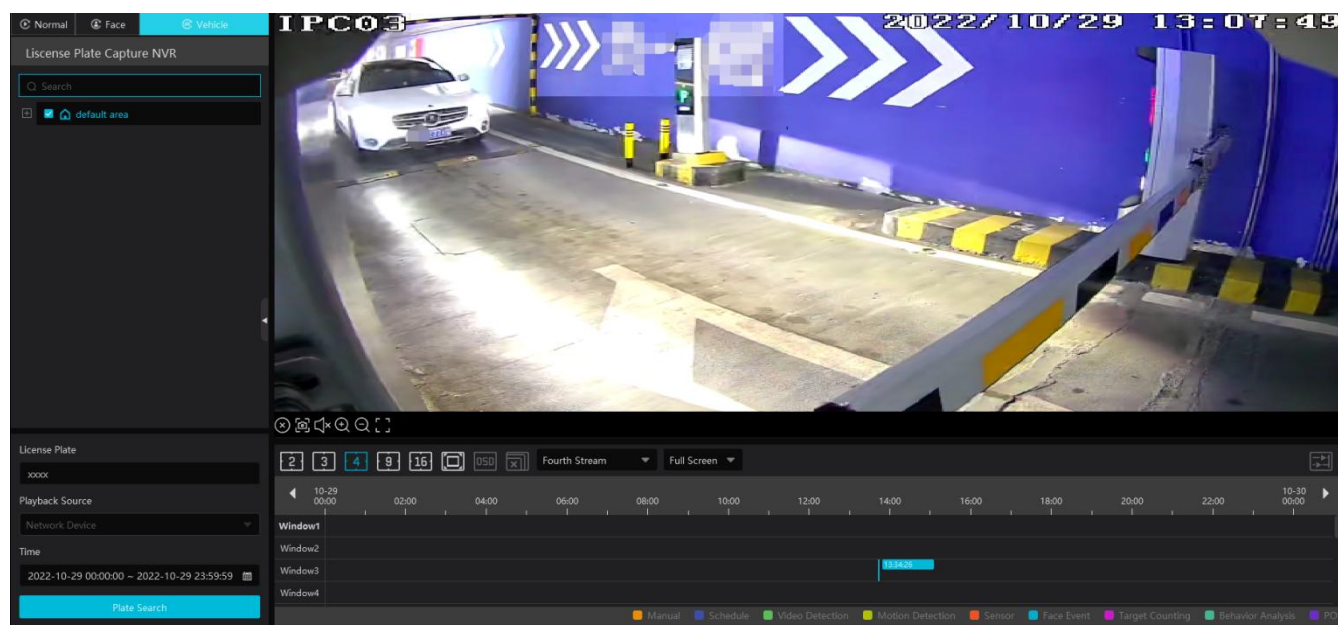 Normal Face Vehicle
Liscense Plate Capture NVR
Search
default area
IPC03 2022/10/29 13:07:49
P
License Plate
xxxx
Playback Source
Network Device
Time
2022-10-29 00:00:00 ~ 2022-10-29 23:59:59
Plate Search
2 3 4 9 16 OSD Fourth Stream Full Screen
10-29 10-30
00:00 02:00 04:00 06:00 08:00 10:00 12:00 14:00 16:00 18:00 20:00 22:00 00:00
Window1
Window2
Window3 13:34:26
Window4
Manual Schedule Video Detection Motion Detection Sensor Face Event Target Counting Behavior Analysis PO